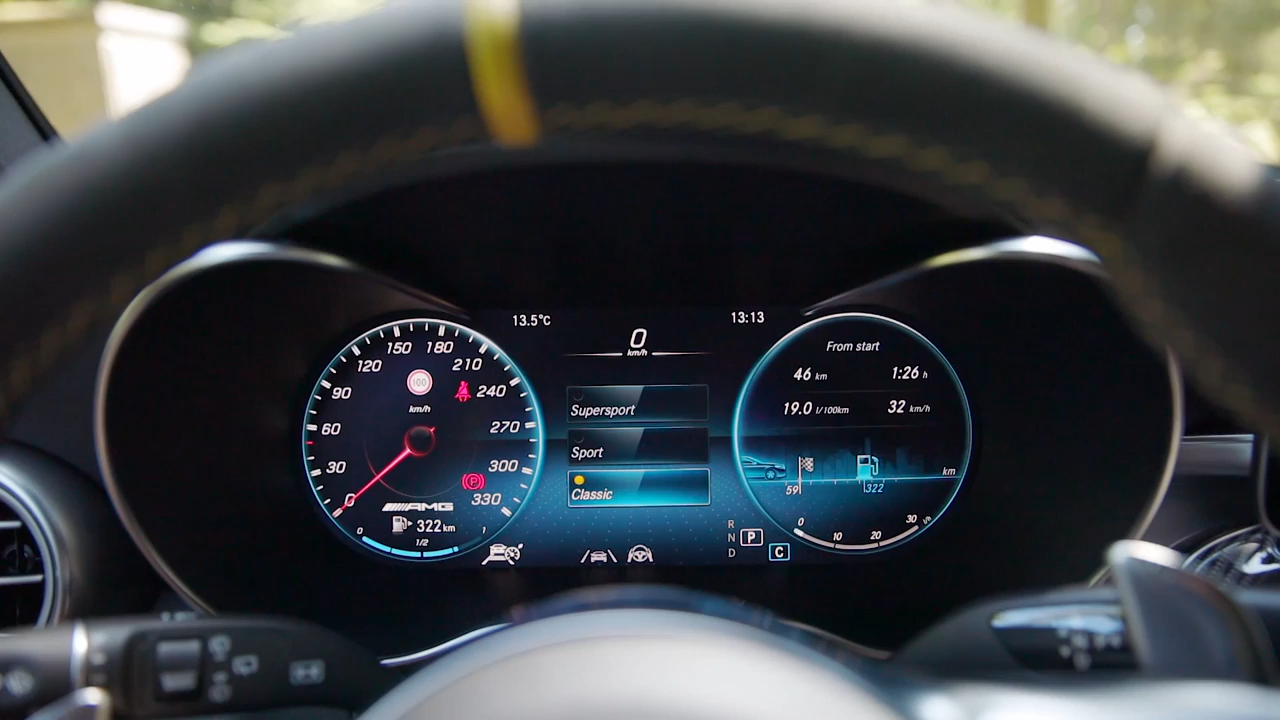 13.5°C
0
km/h
13:13
150 180
120 210
90 100 240
km/h
60 270
30 300
0 P 330
AMG
322 km
0 1/2 1
Supersport
Sport
Classic
R
N P
D C
From start
46 km 1:26 h
19.0 l/100km 32 km/h
km
59 322
0 10 20 30